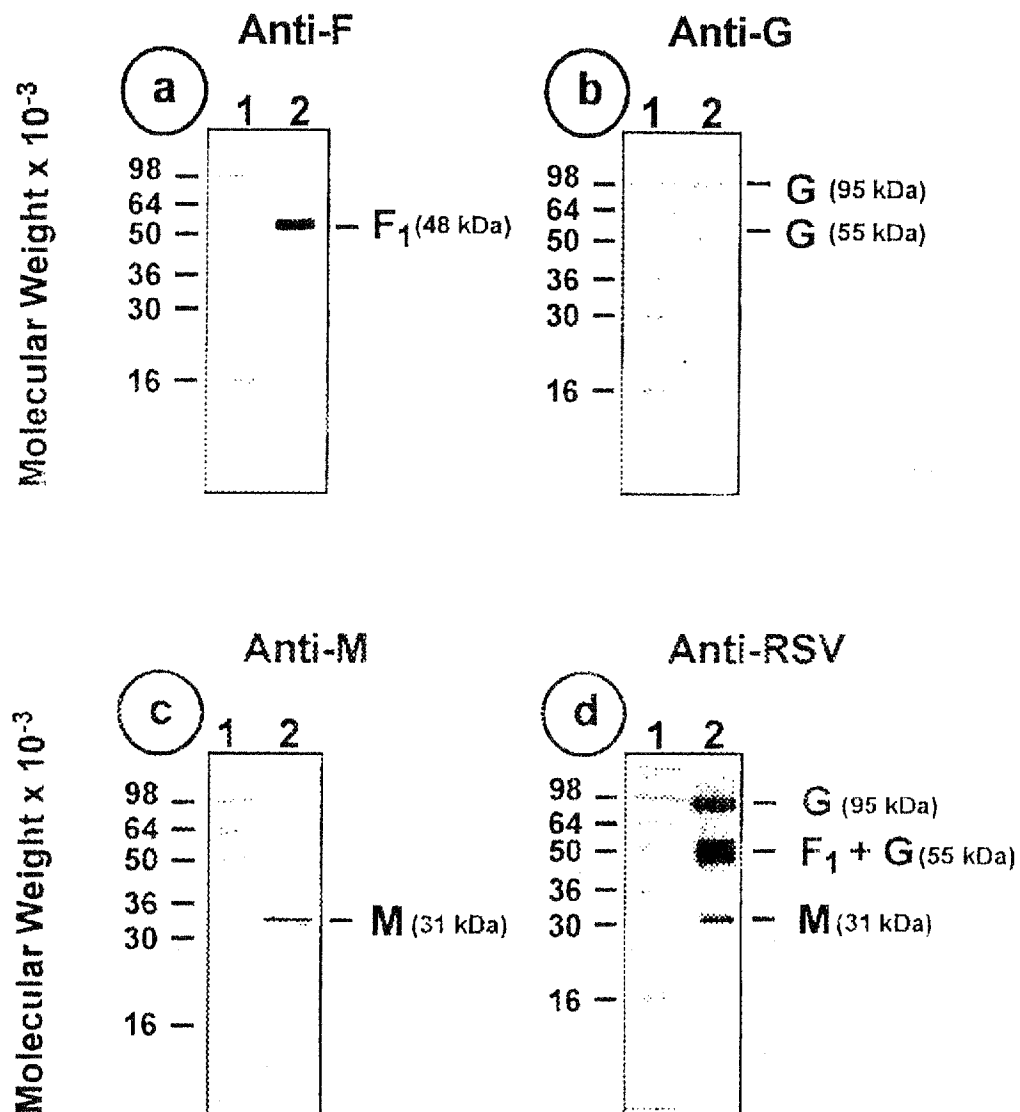 Anti-F
a
1 2
Molecular Weight x 10-3
98
64
50
36
30
16
F1 (48 kDa)
Anti-G
b
1 2
98
64
50
36
30
16
G (95 kDa)
G (55 kDa)
Anti-M
c
1 2
Molecular Weight x 10-3
98
64
50
36
30
16
M (31 kDa)
Anti-RSV
d
1 2
98
64
50
36
30
16
G (95 kDa)
F1 + G (55 kDa)
M (31 kDa)